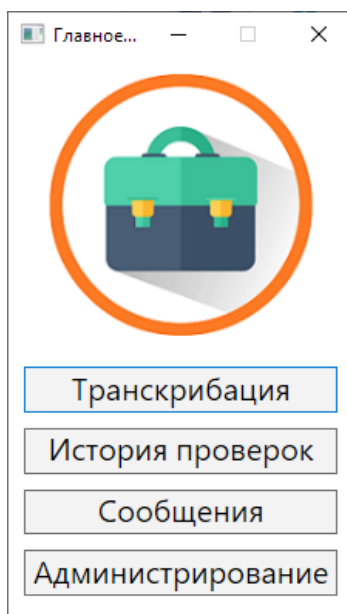 Главное...
Транскрибация
История проверок
Сообщения
Администрирование